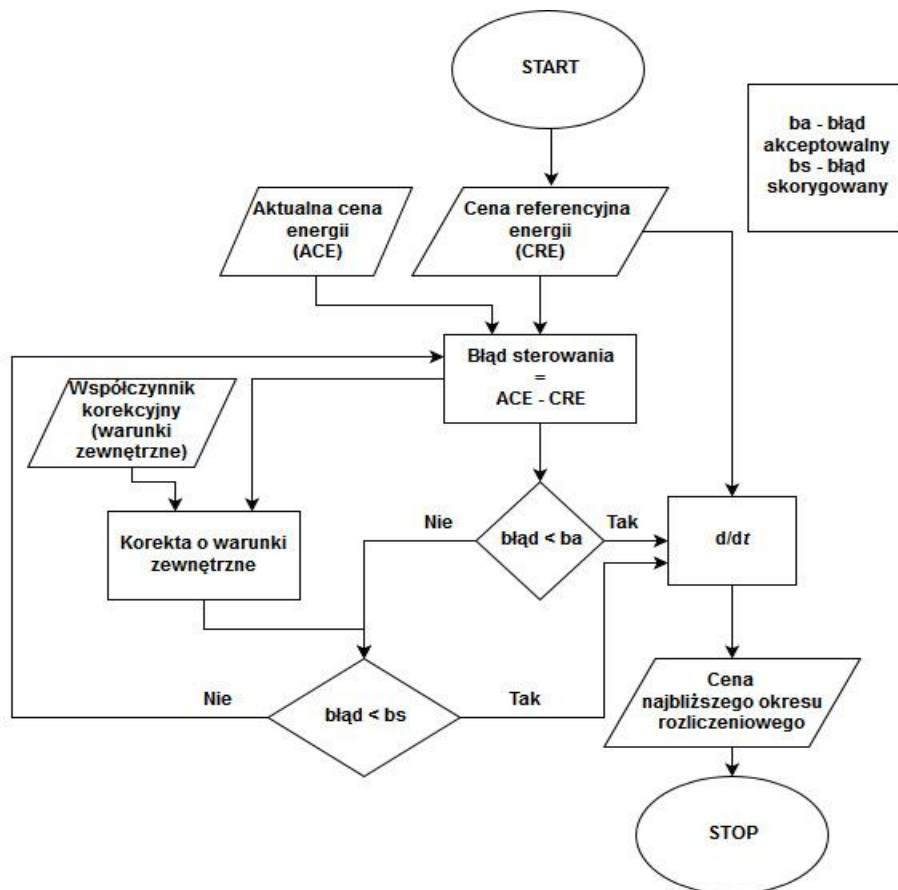 START
ba - błąd
akceptowalny
bs - błąd
skorygowany
Aktualna cena
energii
(ACE)
Cena referencyjna
energii
(CRE)
Błąd sterowania
=
ACE - CRE
Współczynnik
korekcyjny
(warunki
zewnętrzne)
Korekta o warunki
zewnętrzne
Nie
błąd < ba
Tak
d/dt
Nie
błąd < bs
Tak
Cena
najbliższego okresu
rozliczeniowego
STOP